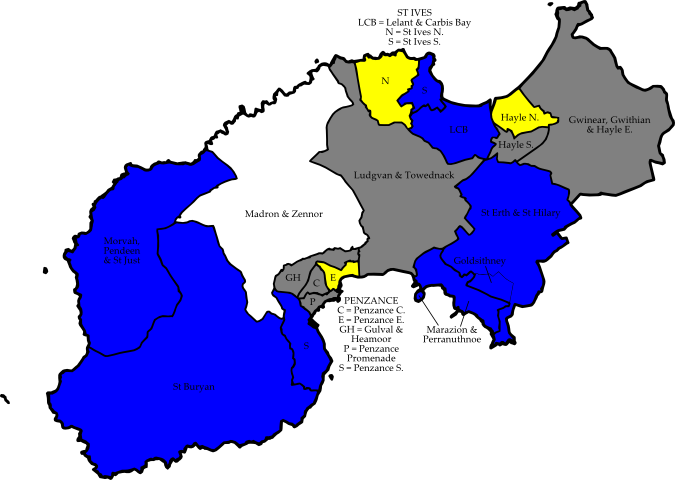 ST IVES
LCB = Lelant & Carbis Bay
N = St Ives N.
S = St Ives S.
N
S
LCB
Hayle N.
Hayle S.
Gwinear, Gwithian
& Hayle E.
Ludgvan & Towednack
Madron & Zennor
St Erth & St Hilary
Morvah,
Pendeen
& St Just
Goldsithney
GH
C
E
P
S
PENZANCE
C = Penzance C.
E = Penzance E.
GH = Gulval &
Heamoor
P = Penzance
Promenade
S = Penzance S.
Marazion &
Perranuthnoe
St Buryan